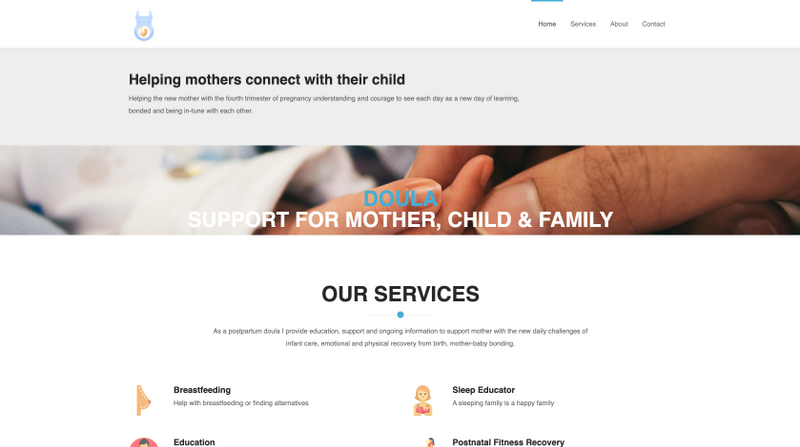 Home Services About Contact
Helping mothers connect with their child
Helping the new mother with the fourth trimester of pregnancy understanding and courage to see each day as a new day of learning,
bonded and being in-tune with each other.
DOULA
SUPPORT FOR MOTHER, CHILD & FAMILY
OUR SERVICES
As a postpartum doula I provide education, support and ongoing information to support mother with the new daily challenges of
infant care, emotional and physical recovery from birth, mother-baby bonding.
Breastfeeding
Help with breastfeeding or finding alternatives
Sleep Educator
A sleeping family is a happy family
Education
Postnatal Fitness Recovery